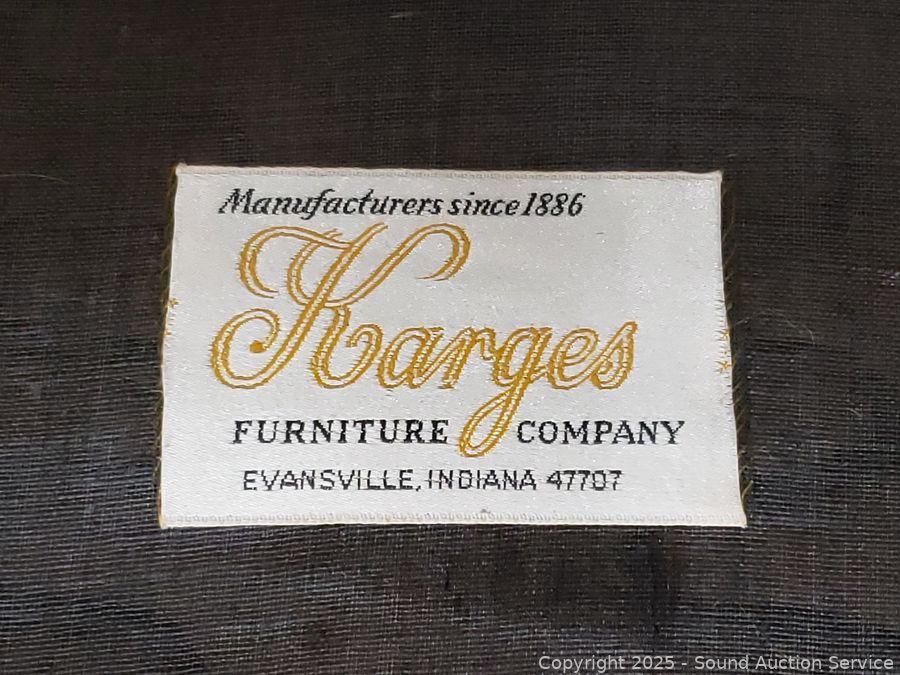 Manufacturers since 1886
Karges
FURNITURE COMPANY
EVANSVILLE, INDIANA 47707
Copyright 2025 - Sound Auction Service